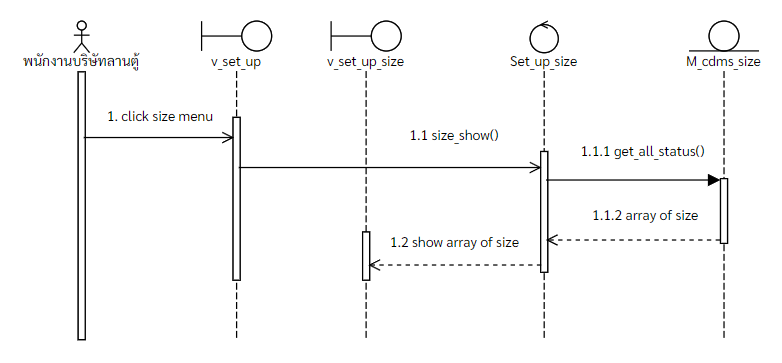 พนักงานบริษัทลานตู้
v_set_up
v_set_up_size
Set_up_size
M_cdms_size
1. click size menu
1.1 size_show()
1.1.1 get_all_status()
1.1.2 array of size
1.2 show array of size